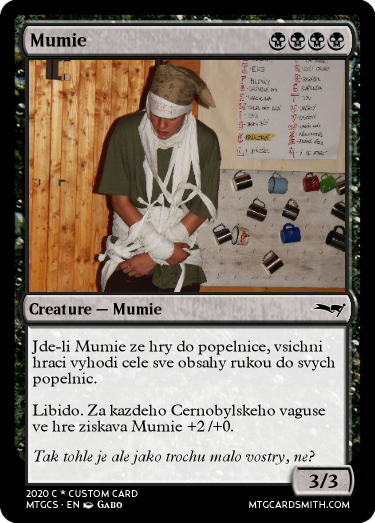 Mumie
Creature — Mumie
Jde-li Mumie ze hry do popelnice, vsichni
hraci vyhodi cele sve obsahy rukou do svych
popelnic.
Libido. Za kazdeho Cernobylskeho vaguse
ve hre ziskava Mumie +2/+0.
Tak tohle je ale jako trochu malo vostry, ne?
3/3
2020 C * CUSTOM CARD
MTGCS • EN Gabo
MTGCARDSMITH.COM